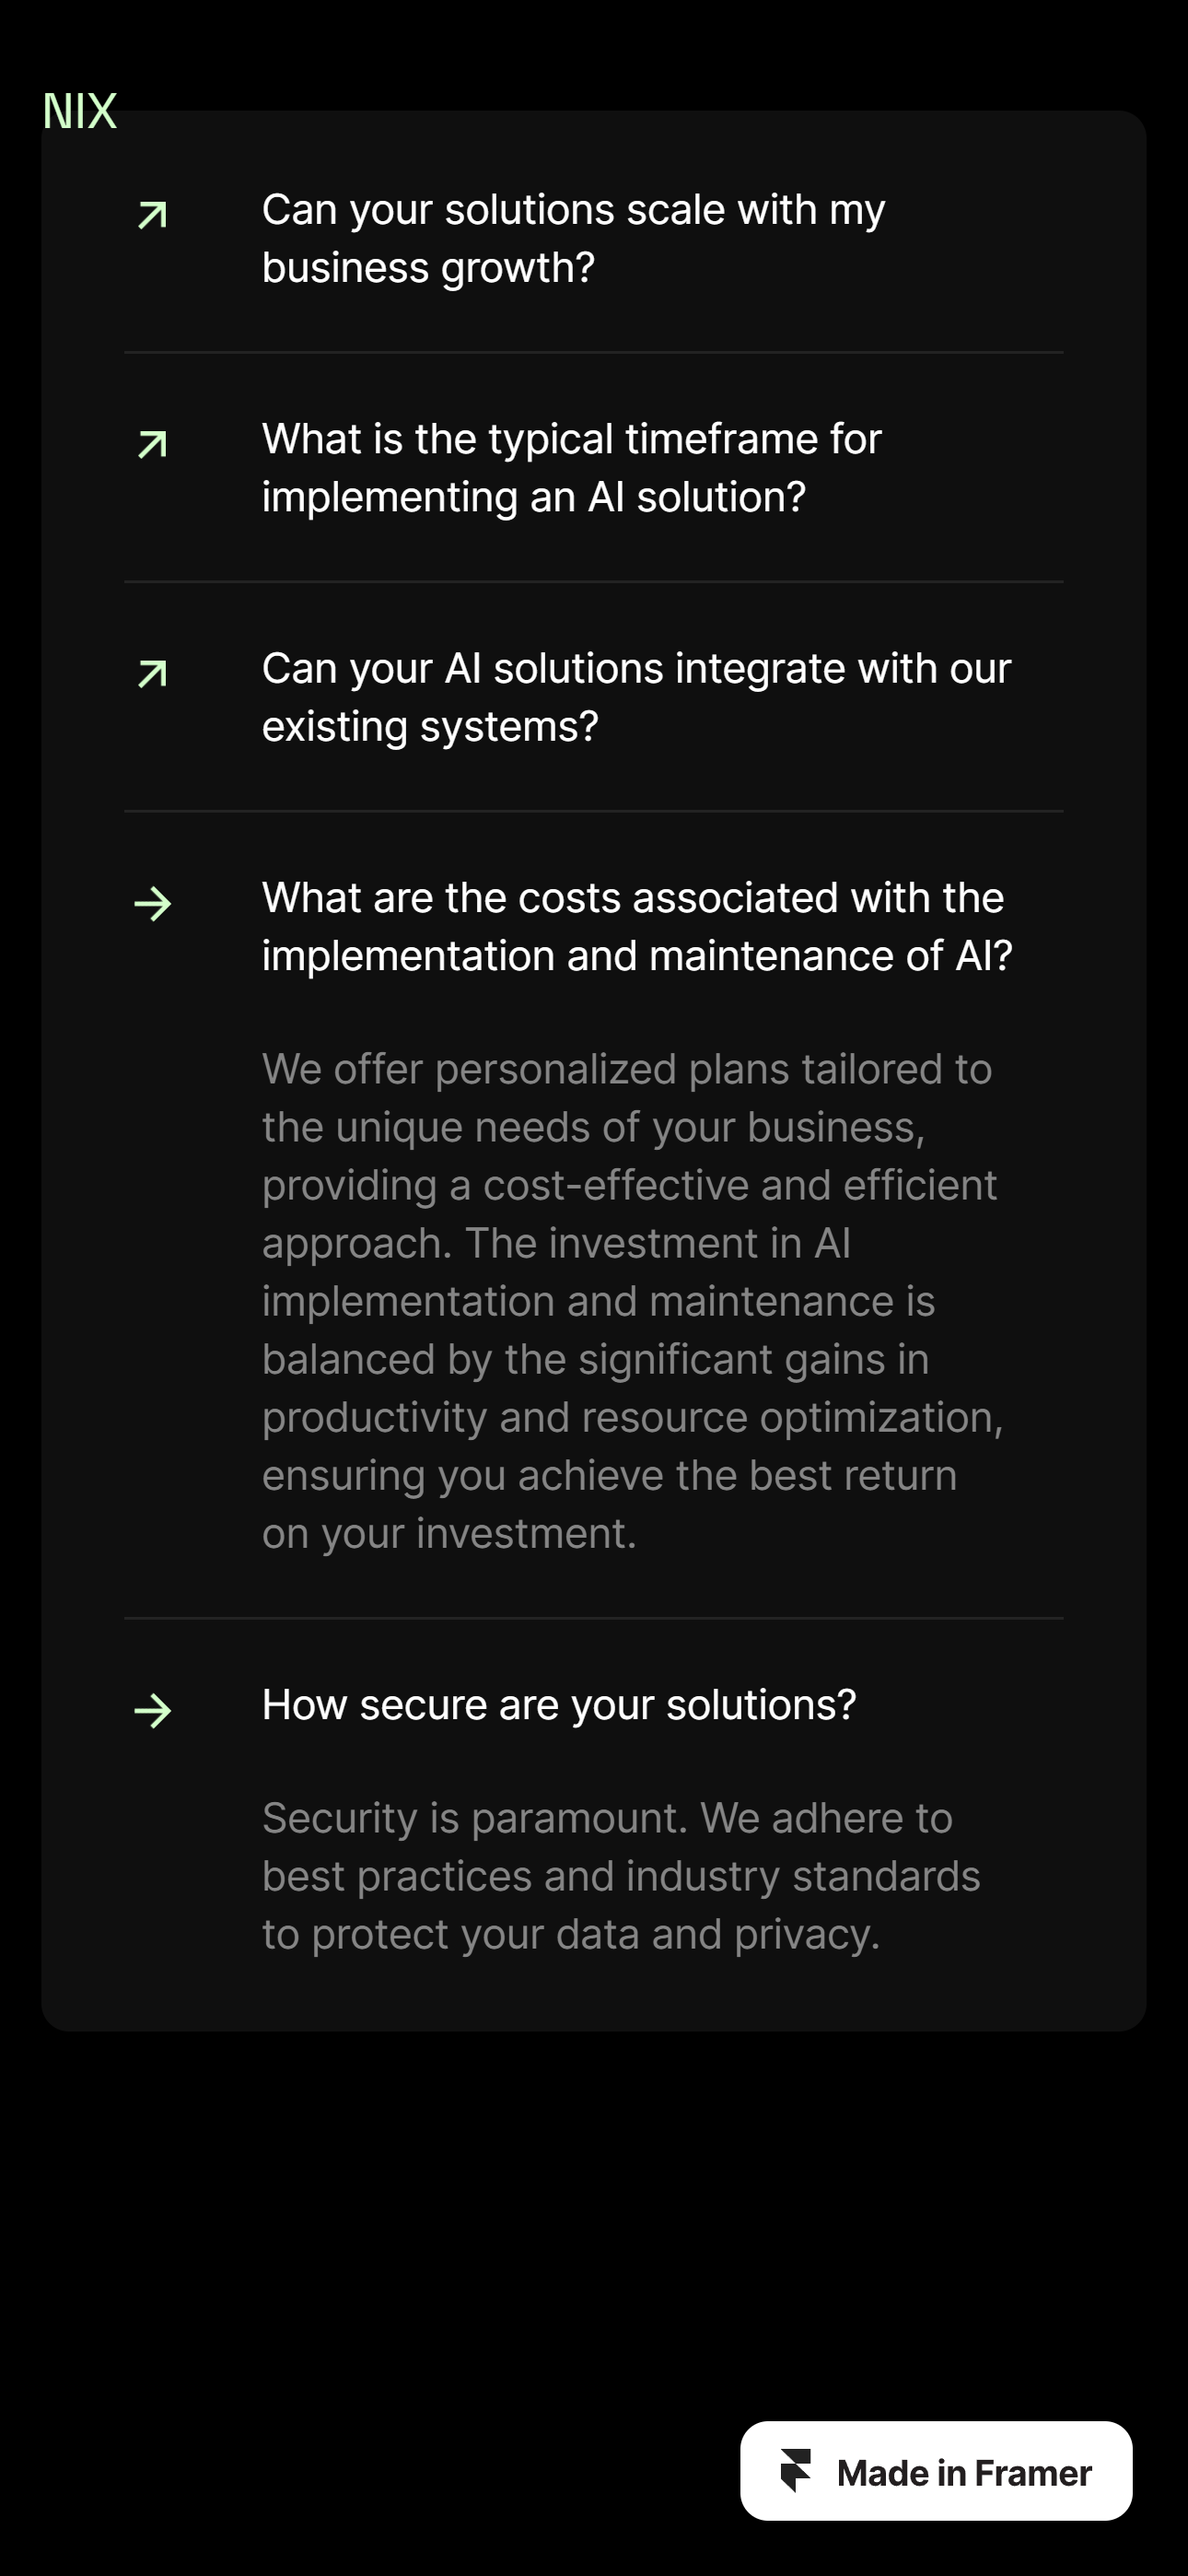 NIX
Can your solutions scale with my
business growth?
What is the typical timeframe for
implementing an AI solution?
Can your AI solutions integrate with our
existing systems?
What are the costs associated with the
implementation and maintenance of AI?
We offer personalized plans tailored to
the unique needs of your business,
providing a cost-effective and efficient
approach. The investment in AI
implementation and maintenance is
balanced by the significant gains in
productivity and resource optimization,
ensuring you achieve the best return
on your investment.
How secure are your solutions?
Security is paramount. We adhere to
best practices and industry standards
to protect your data and privacy.
Made in Framer